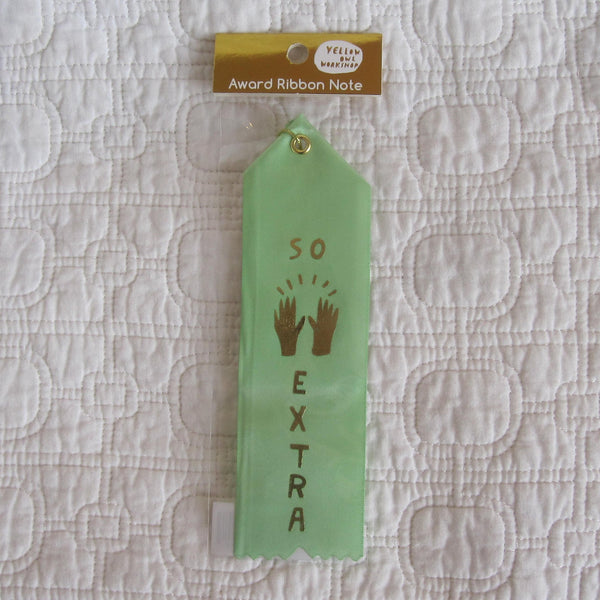 YELLOW
OWL
WORKSHOP
Award Ribbon Note
SO
EXTRA